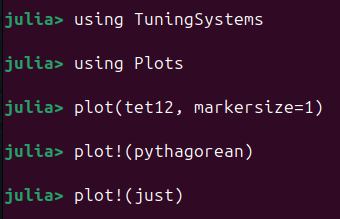 julia> using TuningSystems
julia> using Plots
julia> plot(tet12, markersize=1)
julia> plot!(pythagorean)
julia> plot!(just)